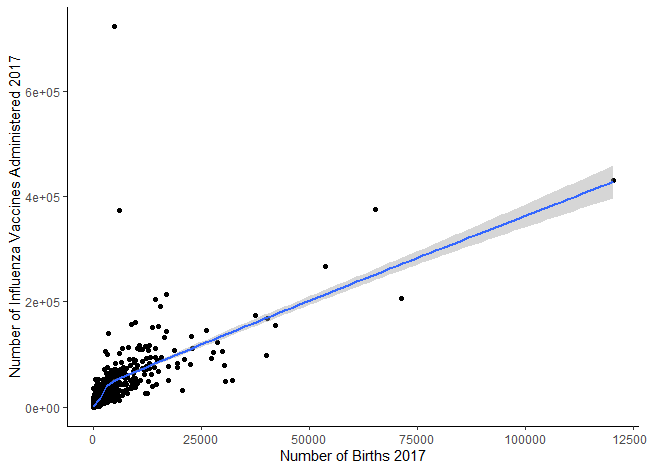 Number of Influenza Vaccines Administered 2017
6e+05
4e+05
2e+05
0e+00
0 25000 50000 75000 100000 125000
Number of Births 2017